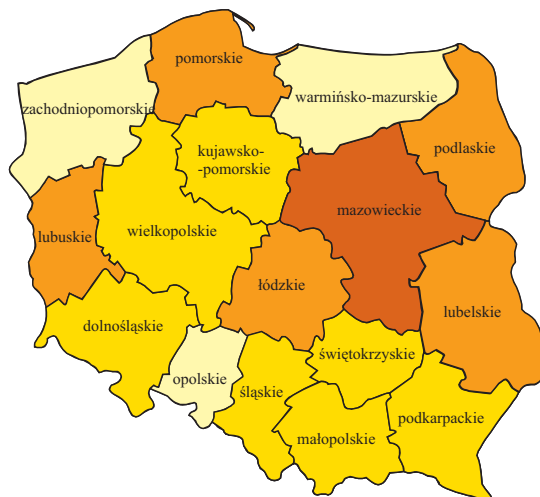 pomorskie
warmińsko-mazurskie
zachodniopomorskie
podlaskie
kujawsko-
-pomorskie
mazowieckie
wielkopolskie
lubuskie
łódzkie
lubelskie
dolnośląskie
świętokrzyskie
opolskie
śląskie
podkarpackie
małopolskie